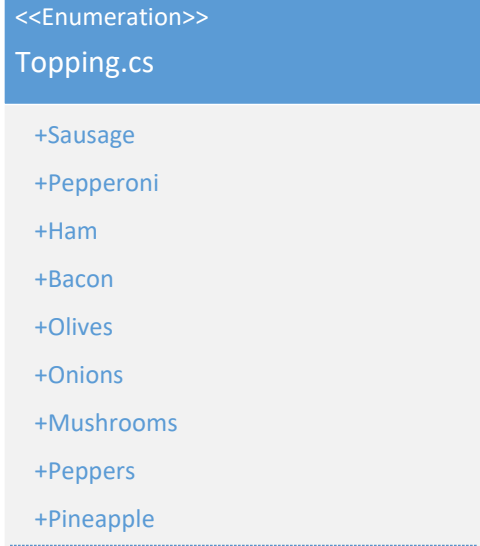 <<Enumeration>>
Topping.cs
+Sausage
+Pepperoni
+Ham
+Bacon
+Olives
+Onions
+Mushrooms
+Peppers
+Pineapple